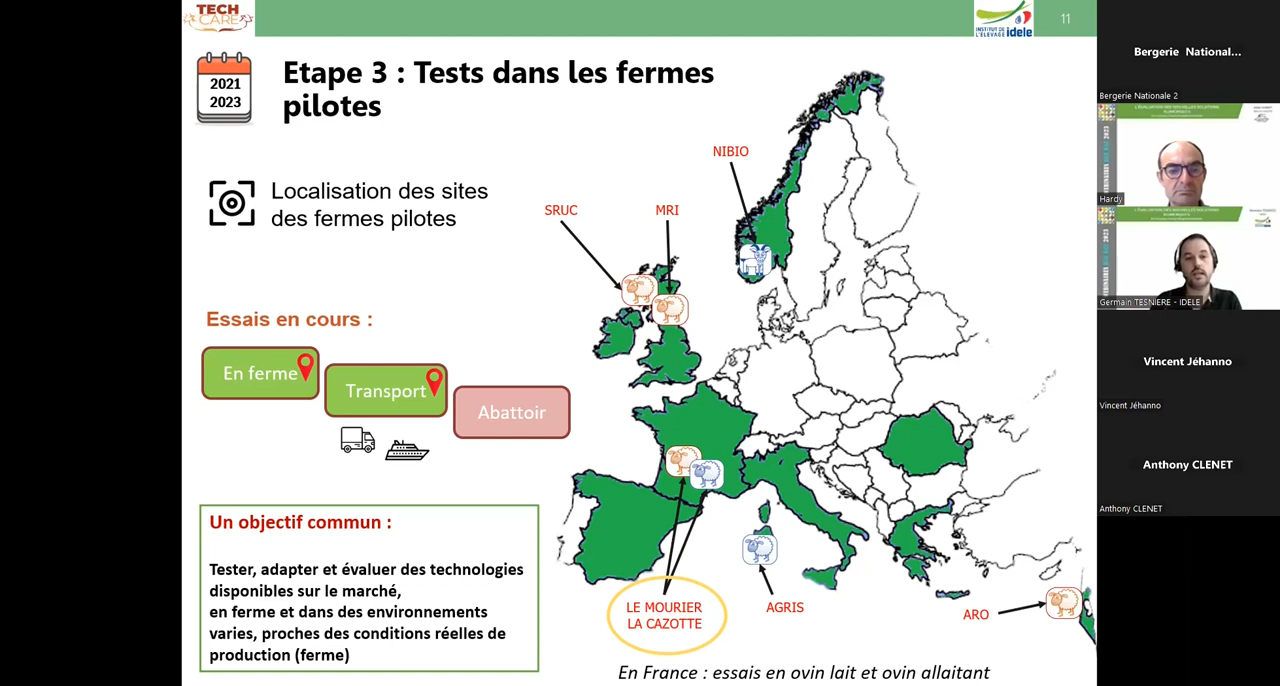 TECH
CARE
INSTITUT DE
L'ELEVAGE idele
11
2021
2023
Etape 3 : Tests dans les fermes
pilotes
Localisation des sites
des fermes pilotes
Essais en cours :
En ferme
Transport
Abattoir
Un objectif commun :
Tester, adapter et évaluer des technologies
disponibles sur le marché,
en ferme et dans des environnements
varies, proches des conditions réelles de
production (ferme)
NIBIO
SRUC
MRI
LE MOURIER
LA CAZOTTE
AGRIS
ARO
En France : essais en ovin lait et ovin allaitant
Bergerie National...
Bergerie Nationale 2
Hardy
Germain TESNIERE - IDELE
Vincent Jéhanno
Vincent Jéhanno
Anthony CLENET
Anthony CLENET